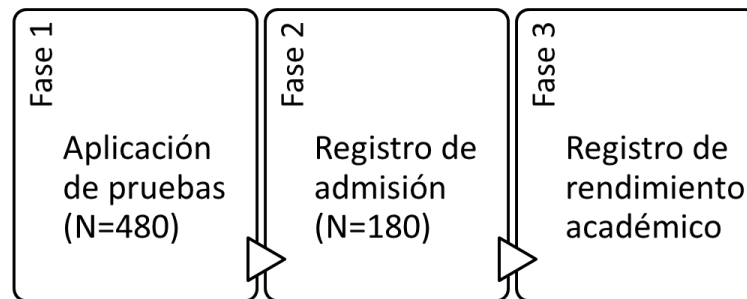 Fase 1
Aplicación
de pruebas
(N=480)
Fase 2
Registro de
admisión
(N=180)
Fase 3
Registro de
rendimiento
académico